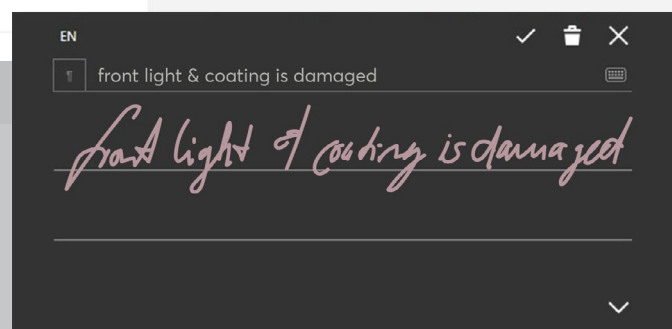 EN
¶ front light & coating is damaged
front light & coating is damaged